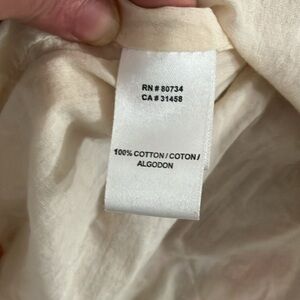 RN # 80734
CA # 31458
100% COTTON / COTON /
ALGODON